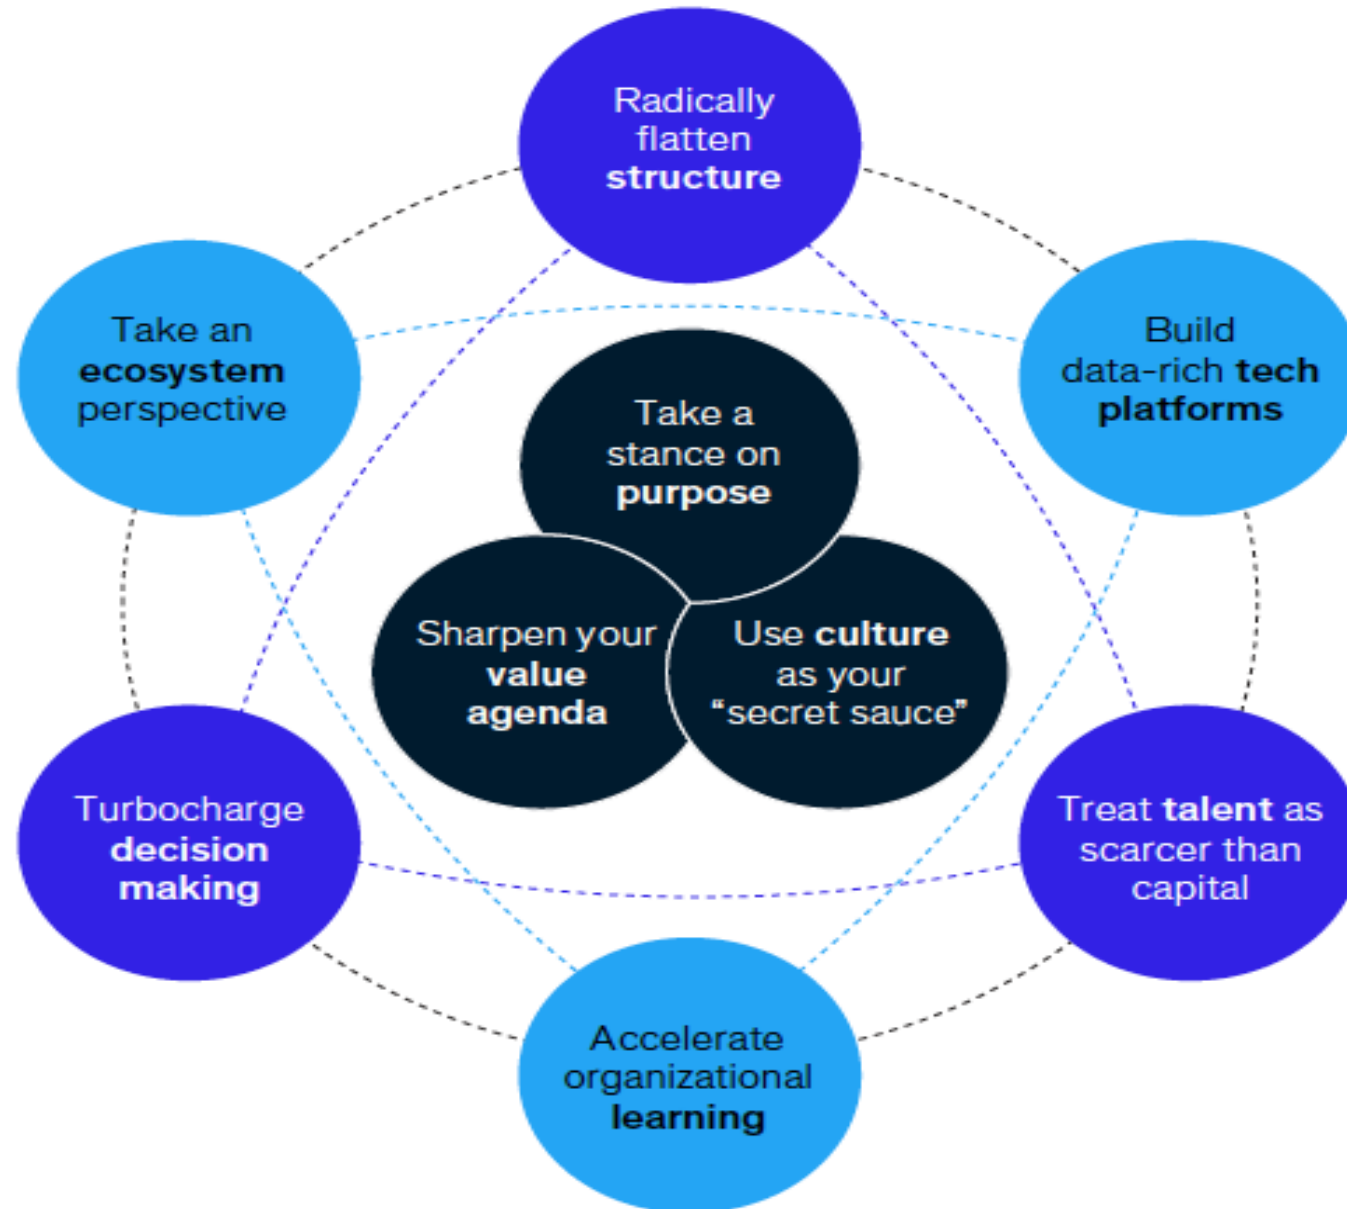 Radically
flatten
structure
Take an
ecosystem
perspective
Build
data-rich tech
platforms
Take a
stance on
purpose
Sharpen your
value
agenda
Use culture
as your
“secret sauce”
Turbocharge
decision
making
Treat talent as
scarcer than
capital
Accelerate
organizational
learning